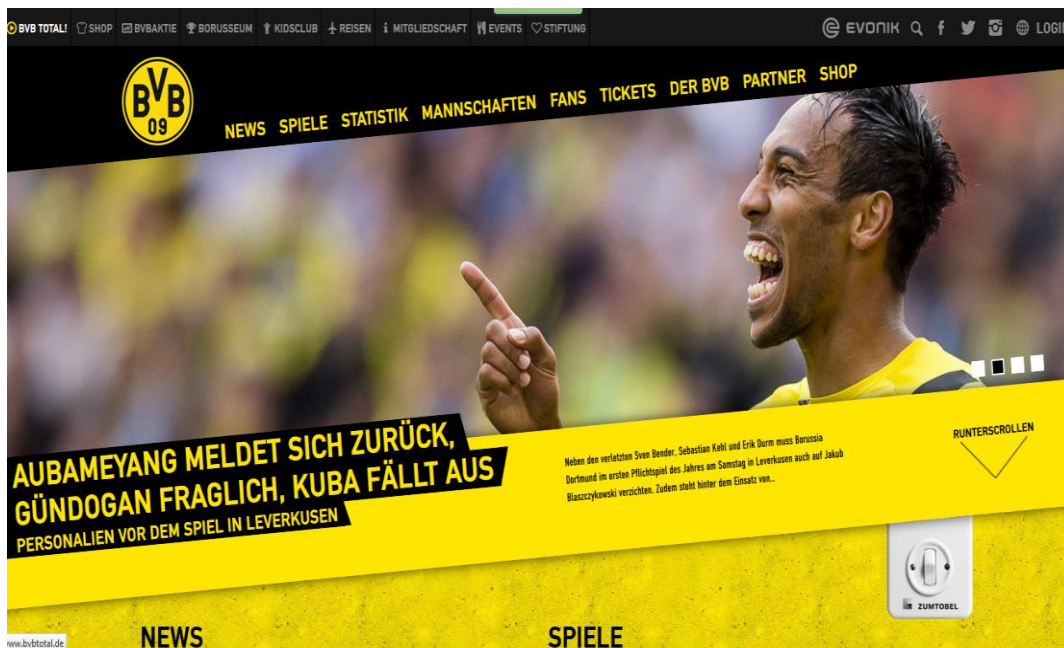 BVB TOTAL! SHOP BVBAKTIE BORUSSEUM KIDSCLUB REISEN MITGLIEDSCHAFT EVENTS STIFTUNG EVONIK LOGIN
BVB
09
NEWS SPIELE STATISTIK MANNSCHAFTEN FANS TICKETS DER BVB PARTNER SHOP
AUBAMEYANG MELDET SICH ZURÜCK,
GÜNDOGAN FRAGLICH, KUBA FÄLLT AUS
PERSONALIEN VOR DEM SPIEL IN LEVERKUSEN
Neben den verletzten Sven Bender, Sebastian Kehl und Erik Durm muss Borussia
Dortmund im ersten Pflichtspiel des Jahres am Samstag in Leverkusen auch auf Jakub
Blaszczykowski verzichten. Zudem steht hinter dem Einsatz von...
RUNTERSCROLLEN
ZUMTOBEL
NEWS SPIELE
www.bvbtotal.de